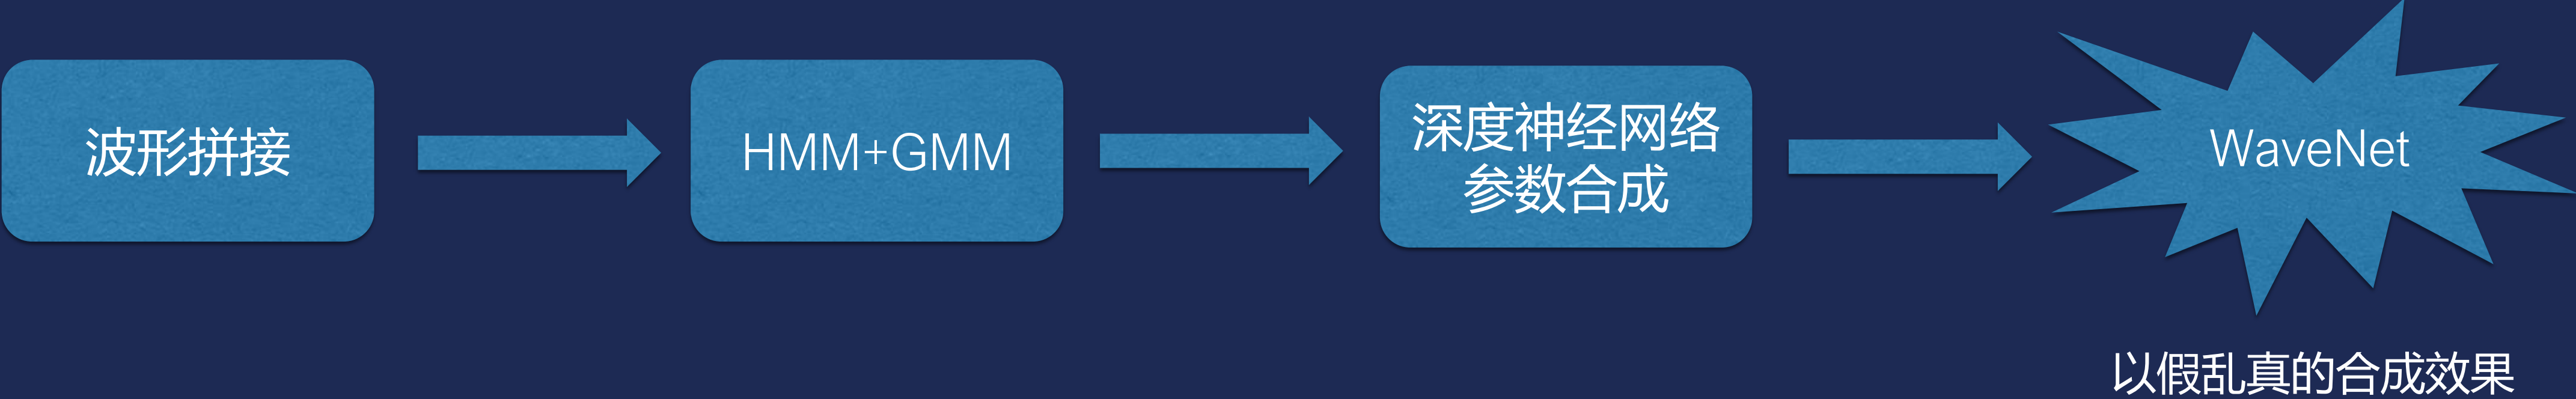 波形拼接
HMM+GMM
深度神经网络
参数合成
WaveNet
以假乱真的合成效果